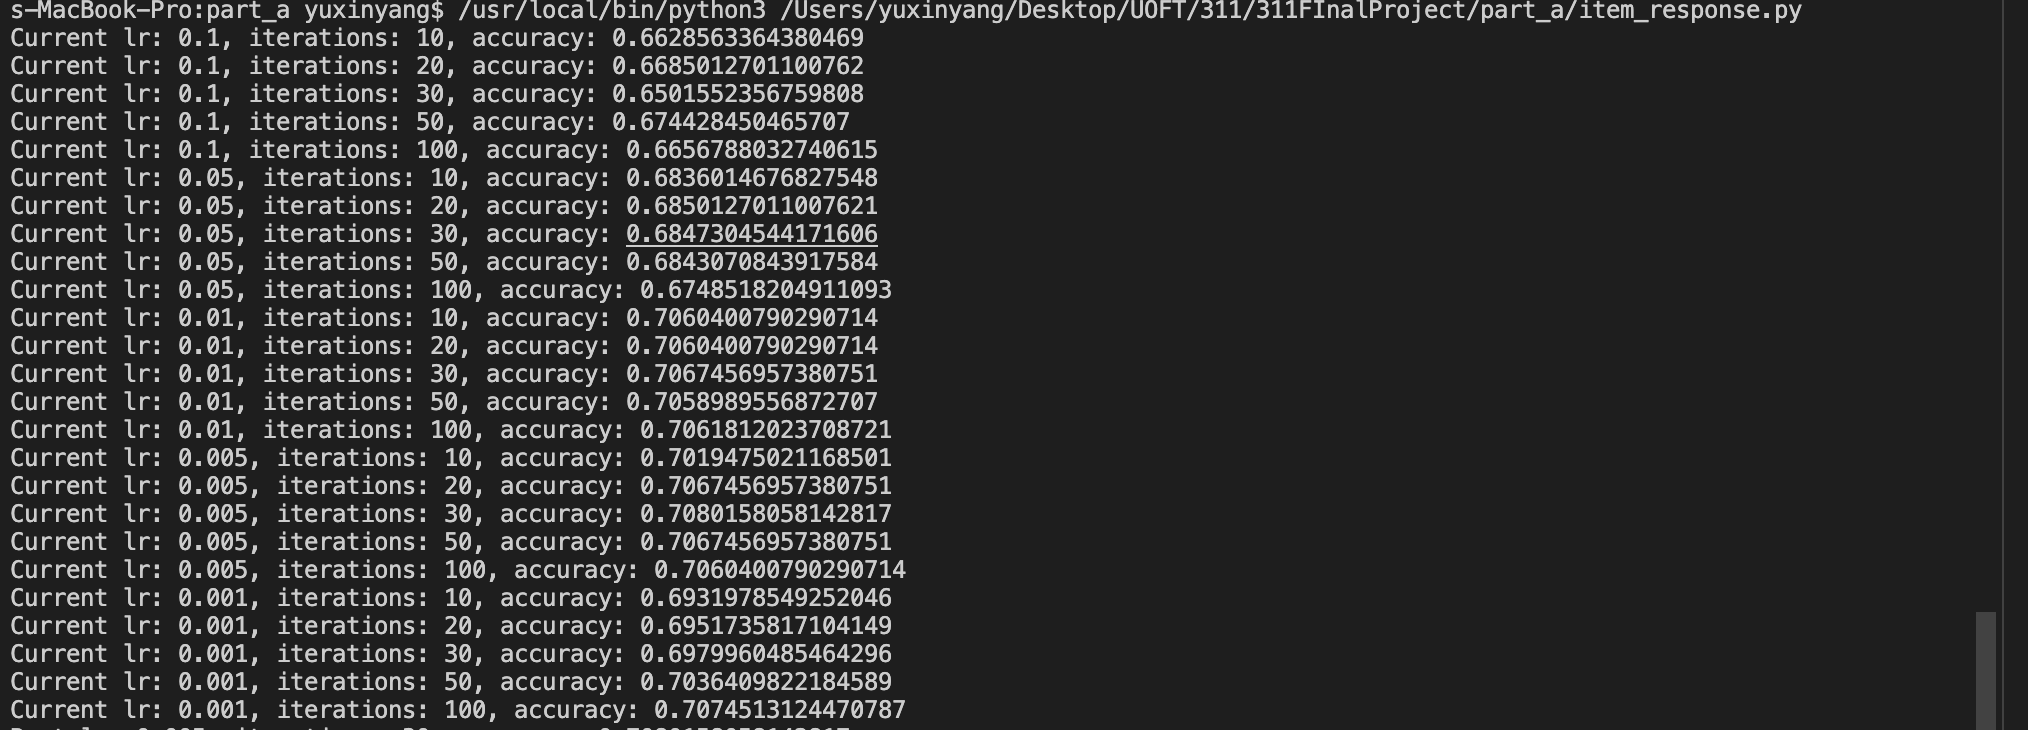 s-MacBook-Pro:part_a yuxinyang$ /usr/local/bin/python3 /Users/yuxinyang/Desktop/UOFT/311/311FInalProject/part_a/item_response.py
Current lr: 0.1, iterations: 10, accuracy: 0.6628563364380469
Current lr: 0.1, iterations: 20, accuracy: 0.6685012701100762
Current lr: 0.1, iterations: 30, accuracy: 0.6501552356759808
Current lr: 0.1, iterations: 50, accuracy: 0.674428450465707
Current lr: 0.1, iterations: 100, accuracy: 0.6656788032740615
Current lr: 0.05, iterations: 10, accuracy: 0.6836014676827548
Current lr: 0.05, iterations: 20, accuracy: 0.6850127011007621
Current lr: 0.05, iterations: 30, accuracy: 0.6847304544171606
Current lr: 0.05, iterations: 50, accuracy: 0.6843070843917584
Current lr: 0.05, iterations: 100, accuracy: 0.6748518204911093
Current lr: 0.01, iterations: 10, accuracy: 0.7060400790290714
Current lr: 0.01, iterations: 20, accuracy: 0.7060400790290714
Current lr: 0.01, iterations: 30, accuracy: 0.7067456957380751
Current lr: 0.01, iterations: 50, accuracy: 0.7058989556872707
Current lr: 0.01, iterations: 100, accuracy: 0.7061812023708721
Current lr: 0.005, iterations: 10, accuracy: 0.7019475021168501
Current lr: 0.005, iterations: 20, accuracy: 0.7067456957380751
Current lr: 0.005, iterations: 30, accuracy: 0.7080158058142817
Current lr: 0.005, iterations: 50, accuracy: 0.7067456957380751
Current lr: 0.005, iterations: 100, accuracy: 0.7060400790290714
Current lr: 0.001, iterations: 10, accuracy: 0.6931978549252046
Current lr: 0.001, iterations: 20, accuracy: 0.6951735817104149
Current lr: 0.001, iterations: 30, accuracy: 0.6979960485464296
Current lr: 0.001, iterations: 50, accuracy: 0.7036409822184589
Current lr: 0.001, iterations: 100, accuracy: 0.7074513124470787